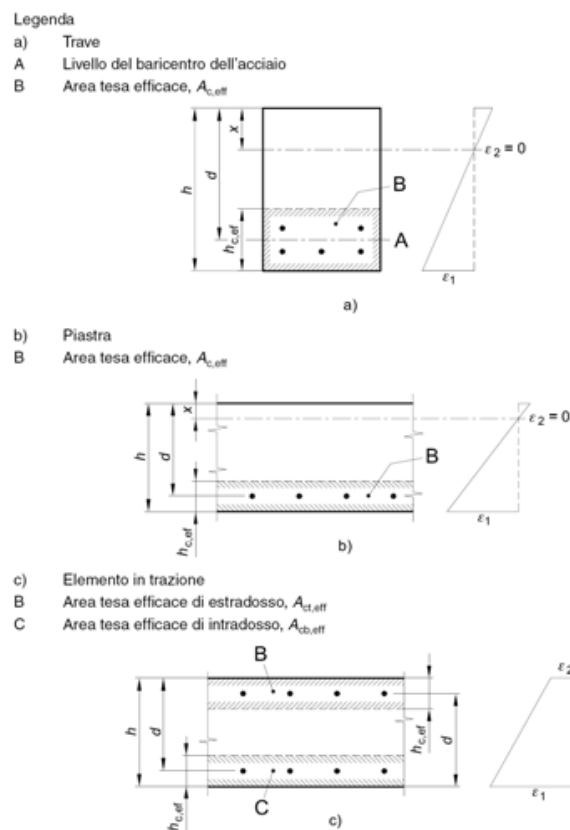 Legenda
a) Trave
A Livello del baricentro dell'acciaio
B Area tesa efficace, Ac,eff
h
d
x
hc,ef
B
A
ε2 = 0
ε1
a)
b) Piastra
B Area tesa efficace, Ac,eff
h
d
x
hc,ef
B
ε2 = 0
ε1
b)
c) Elemento in trazione
B Area tesa efficace di estradosso, Act,eff
C Area tesa efficace di intradosso, Acb,eff
B
h
d
hc,ef
C
hc,ef
d
ε2
ε1
c)